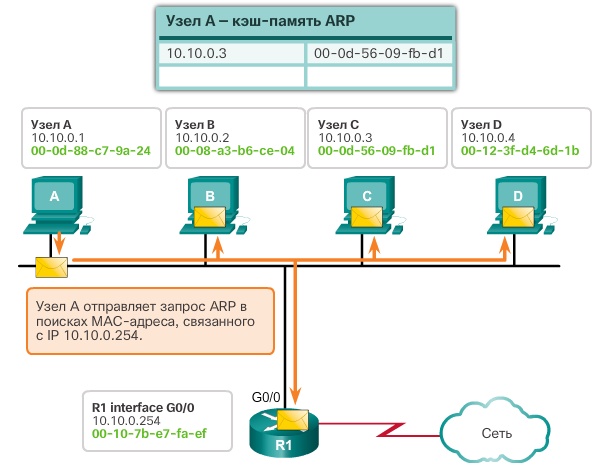 Узел А – кэш-память ARP
10.10.0.3 00-0d-56-09-fb-d1
Узел А
10.10.0.1
00-0d-88-c7-9a-24
Узел B
10.10.0.2
00-08-a3-b6-ce-04
Узел C
10.10.0.3
00-0d-56-09-fb-d1
Узел D
10.10.0.4
00-12-3f-d4-6d-1b
A
B
C
D
Узел А отправляет запрос ARP в
поисках MAC-адреса, связанного
с IP 10.10.0.254.
R1 interface G0/0
10.10.0.254
00-10-7b-e7-fa-ef
G0/0
R1
Сеть